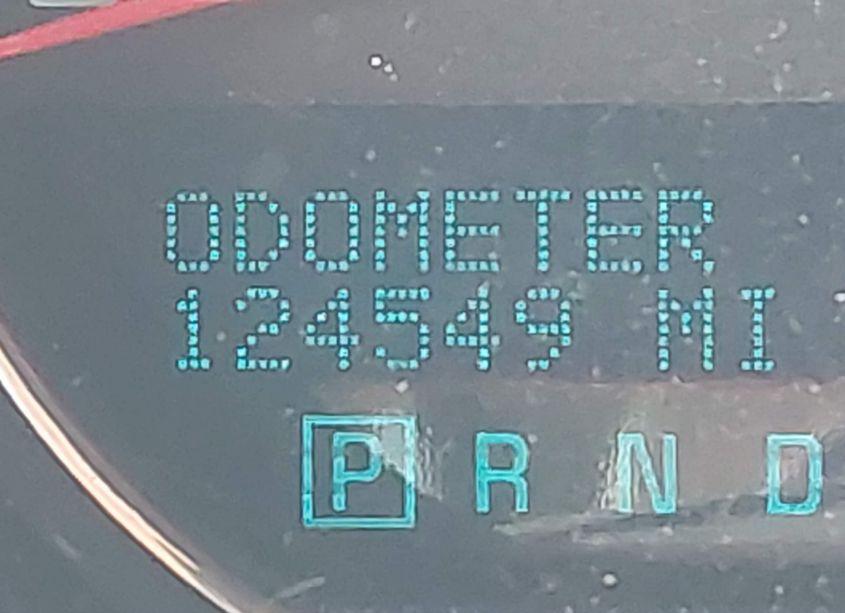 ODOMETER
124549 MI
P R N D